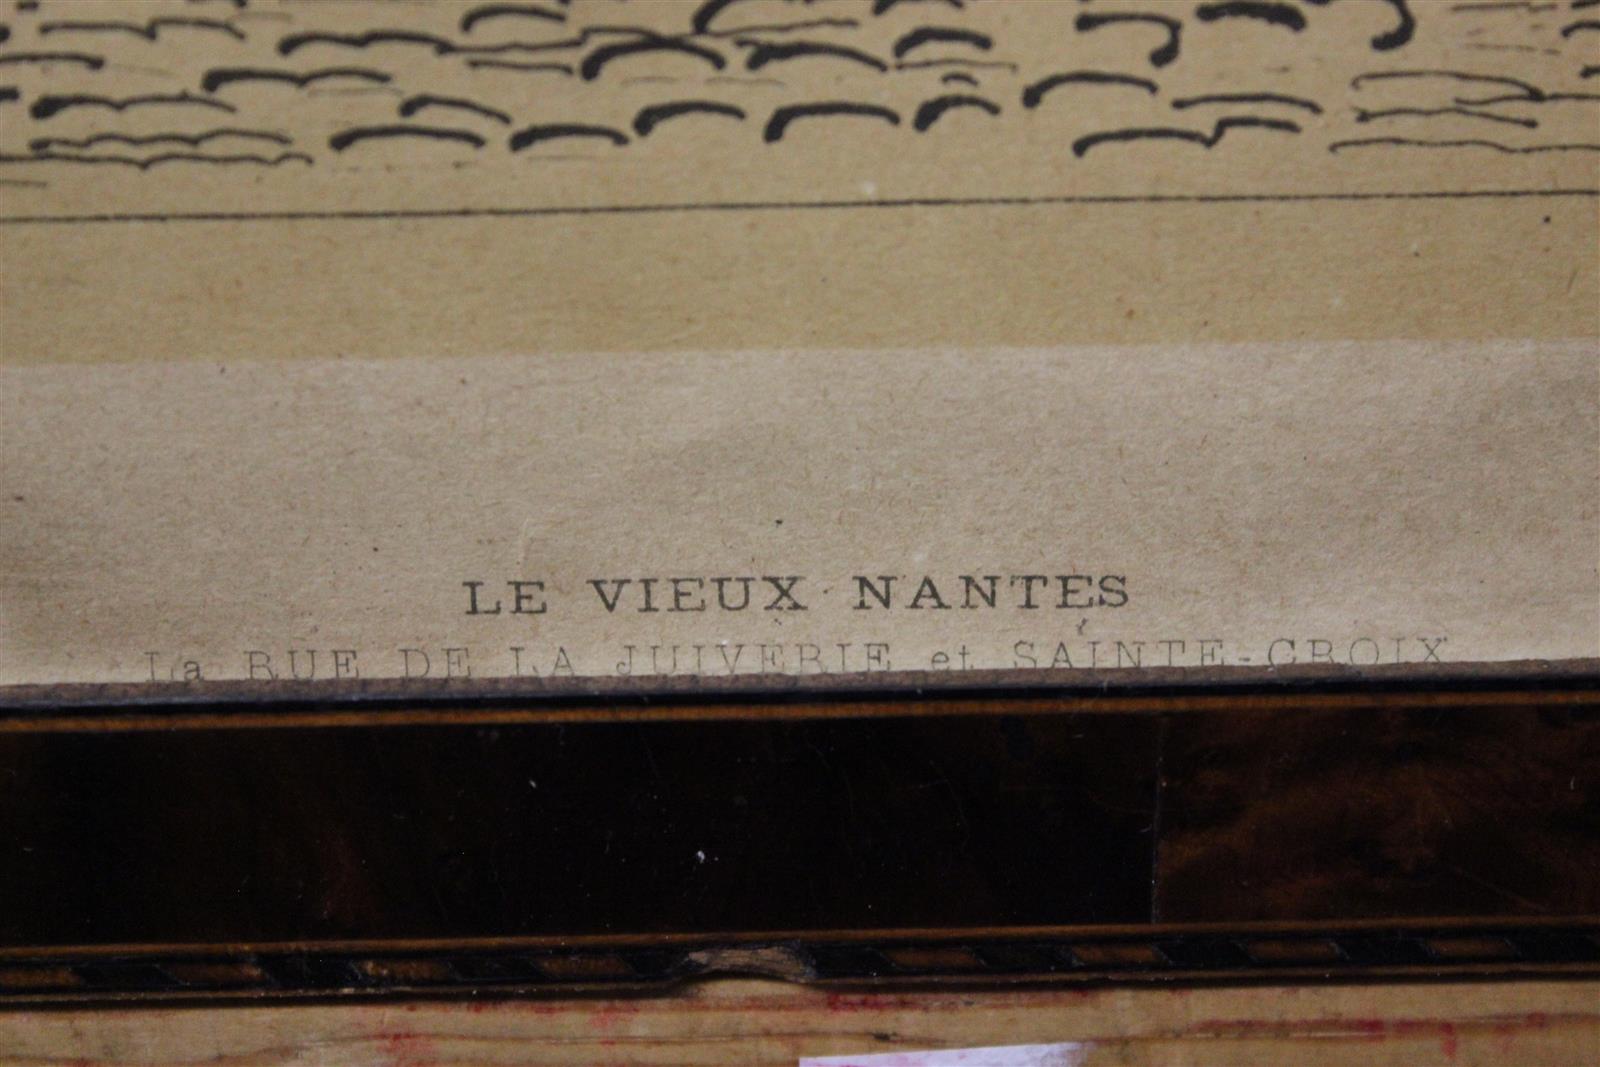 LE VIEUX NANTES
La RUE DE LA JUIVERIE et SAINTE-CROIX